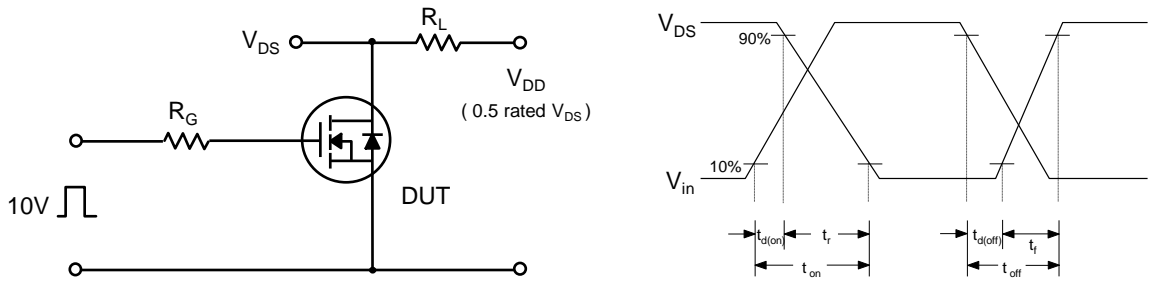 R_L
V_DS
V_DD
( 0.5 rated V_DS )
R_G
10V
DUT
V_DS
90%
10%
V_in
t_d(on)
t_r
t_on
t_d(off)
t_f
t_off